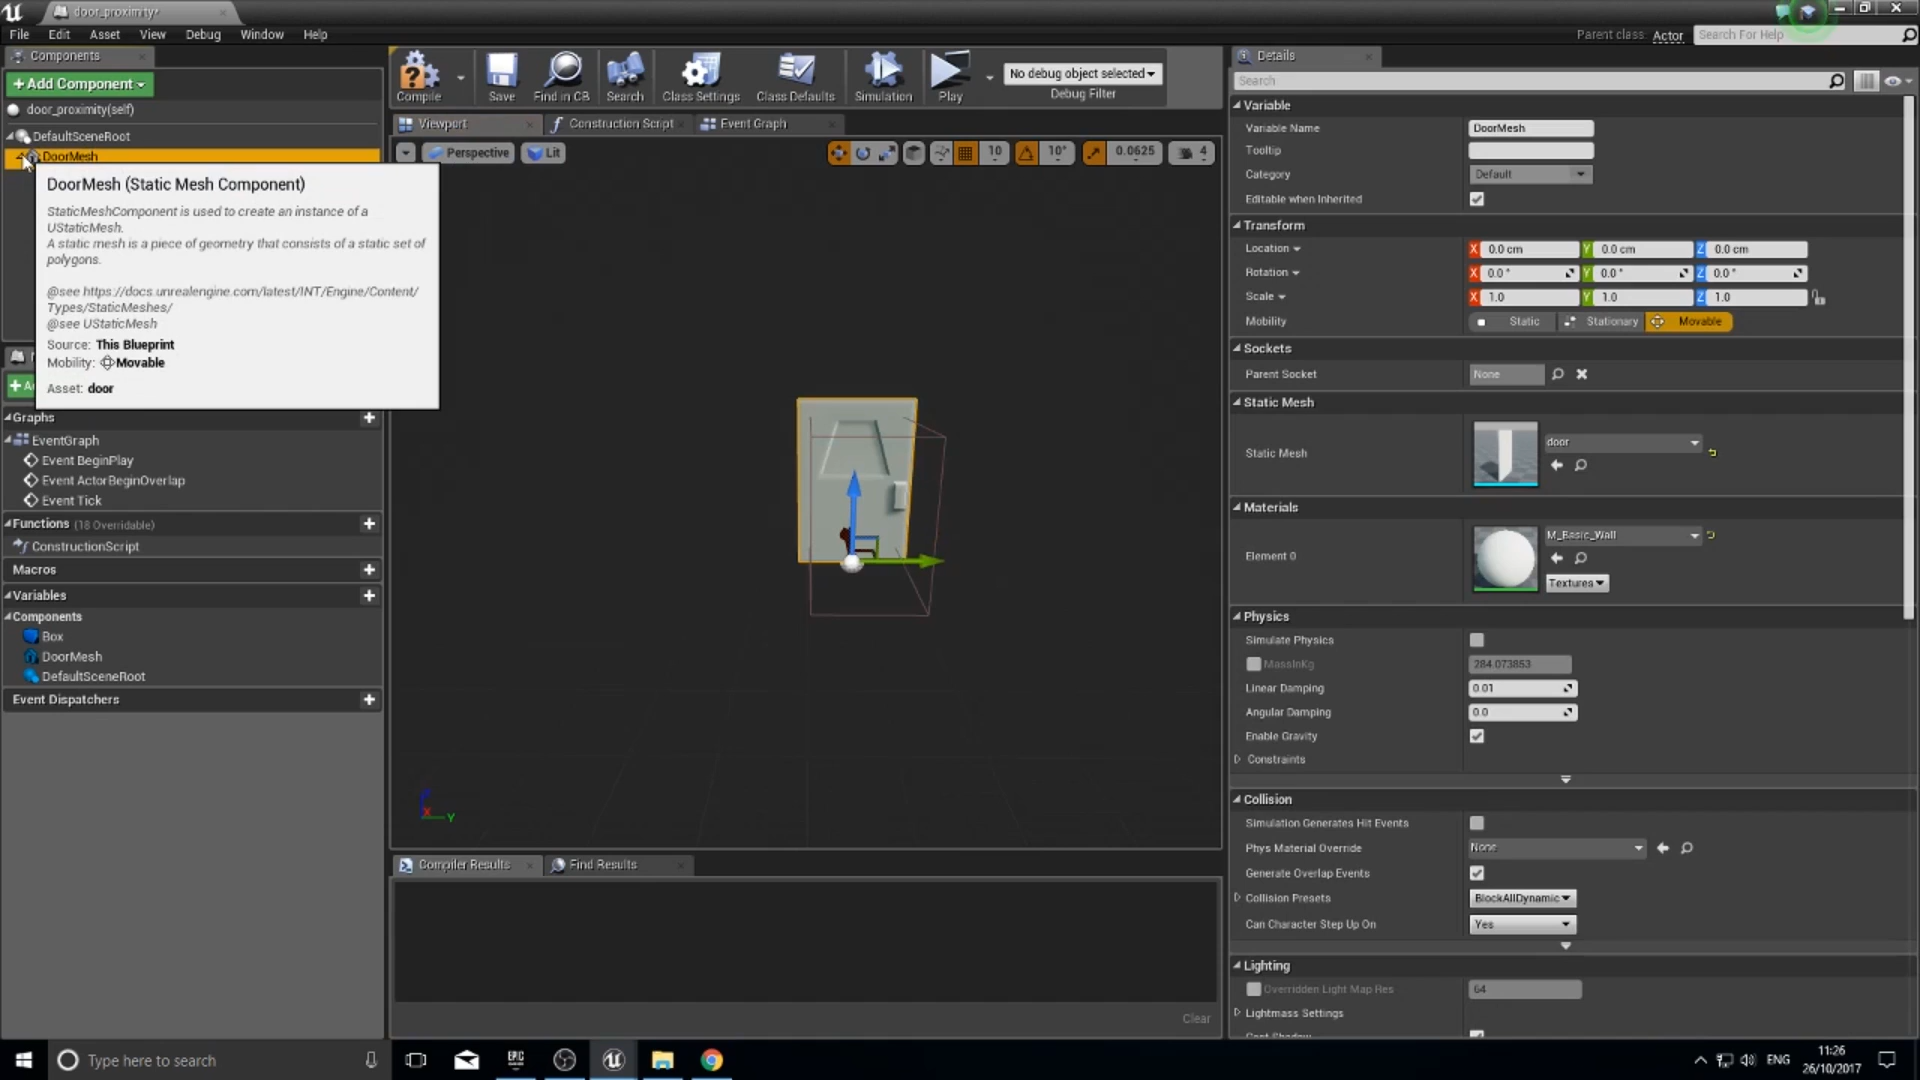 door_proximity*
File Edit Asset View Debug Window Help
Parent class: Actor
Search For Help
Components
+Add Component
door_proximity(self)
DefaultSceneRoot
DoorMesh
DoorMesh (Static Mesh Component)
StaticMeshComponent is used to create an instance of a
UStaticMesh.
A static mesh is a piece of geometry that consists of a static set of
polygons.
@see https://docs.unrealengine.com/latest/INT/Engine/Content/
Types/StaticMeshes/
@see UStaticMesh
Source: This Blueprint
Mobility: Movable
Asset: door
Graphs
EventGraph
Event BeginPlay
Event ActorBeginOverlap
Event Tick
Functions (18 Overridable)
ConstructionScript
Macros
Variables
Components
Box
DoorMesh
DefaultSceneRoot
Event Dispatchers
Compile Save Find in CB Search Class Settings Class Defaults Simulation Play
No debug object selected
Debug Filter
Viewport Construction Script Event Graph
Perspective Lit 10 10° 0.0625 4
Z
X Y
Compiler Results Find Results
Clear
Details
Search
Variable
Variable Name DoorMesh
Tooltip
Category Default
Editable when Inherited
Transform
Location X 0.0 cm Y 0.0 cm Z 0.0 cm
Rotation X 0.0 ° Y 0.0 ° Z 0.0 °
Scale X 1.0 Y 1.0 Z 1.0
Mobility Static Stationary Movable
Sockets
Parent Socket None
Static Mesh
Static Mesh door
Materials
Element 0 M_Basic_Wall
Textures
Physics
Simulate Physics
MassInKg 284.073853
Linear Damping 0.01
Angular Damping 0.0
Enable Gravity
Constraints
Collision
Simulation Generates Hit Events
Phys Material Override None
Generate Overlap Events
Collision Presets BlockAllDynamic
Can Character Step Up On Yes
Lighting
Overridden Light Map Res 64
Lightmass Settings
Cast Shadow
Type here to search
EPIC
ENG
11:26
26/10/2017